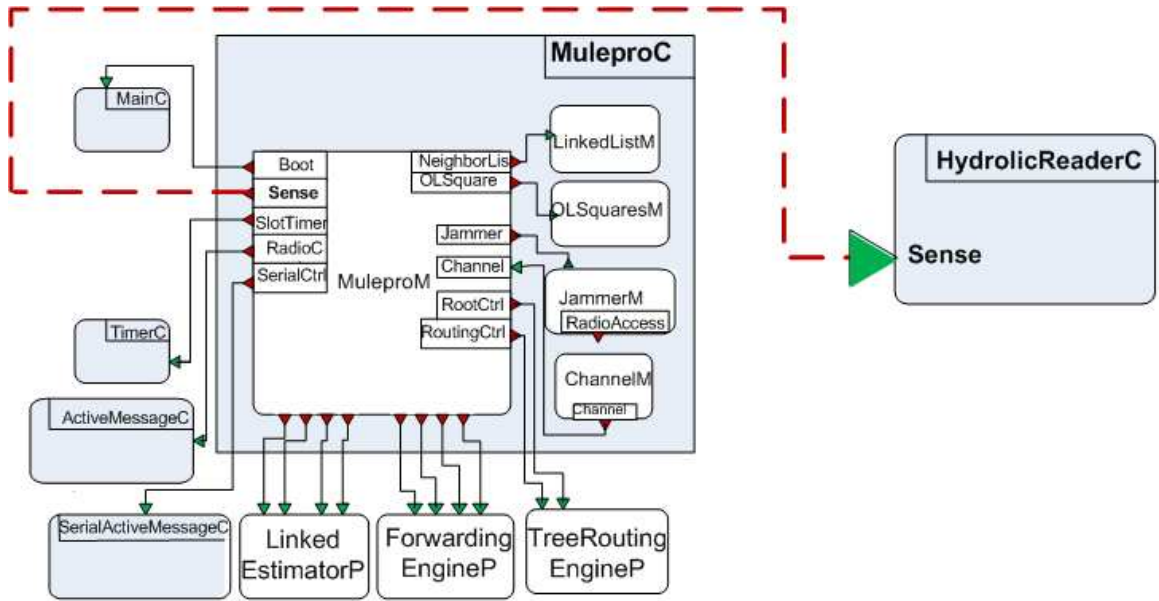 MuleproC
MainC
LinkedListM
Boot
NeighborLis
HydrolicReaderC
Sense
OLSquare
OLSquaresM
SlotTimer
Jammer
RadioC
Channel
Sense
SerialCtrl
MuleproM
JammerM
RootCtrl
RadioAccess
TimerC
RoutingCtrl
ChannelM
Channel
ActiveMessageC
SerialActiveMessageC
Linked
EstimatorP
Forwarding
EngineP
TreeRouting
EngineP